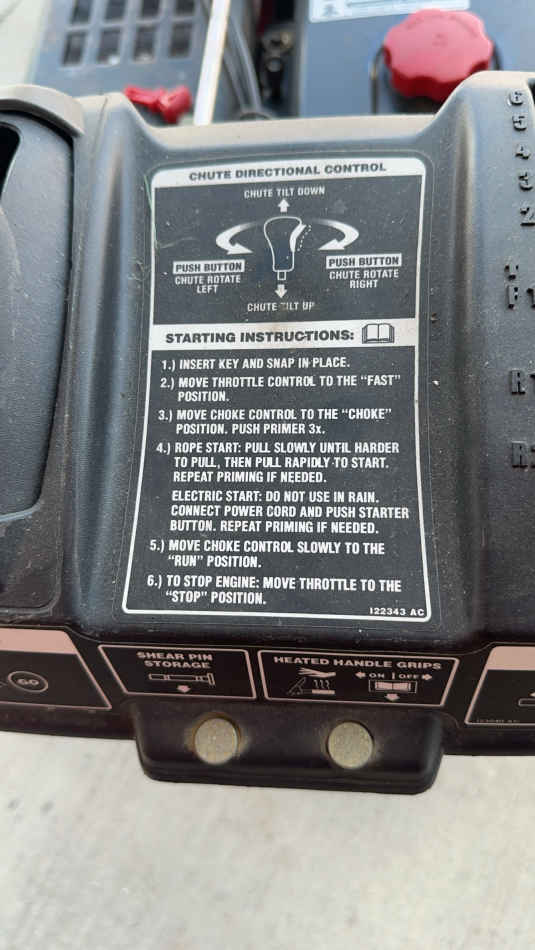 CHUTE DIRECTIONAL CONTROL
CHUTE TILT DOWN
PUSH BUTTON
CHUTE ROTATE
LEFT
PUSH BUTTON
CHUTE ROTATE
RIGHT
CHUTE TILT UP
STARTING INSTRUCTIONS:
1.) INSERT KEY AND SNAP IN PLACE.
2.) MOVE THROTTLE CONTROL TO THE “FAST”
POSITION.
3.) MOVE CHOKE CONTROL TO THE “CHOKE”
POSITION. PUSH PRIMER 3x.
4.) ROPE START: PULL SLOWLY UNTIL HARDER
TO PULL, THEN PULL RAPIDLY TO START.
REPEAT PRIMING IF NEEDED.
ELECTRIC START: DO NOT USE IN RAIN.
CONNECT POWER CORD AND PUSH STARTER
BUTTON. REPEAT PRIMING IF NEEDED.
5.) MOVE CHOKE CONTROL SLOWLY TO THE
“RUN” POSITION.
6.) TO STOP ENGINE: MOVE THROTTLE TO THE
“STOP” POSITION.
122343 AC
6
5
4
3
2
R
GO
SHEAR PIN
STORAGE
HEATED HANDLE GRIPS
ON | OFF